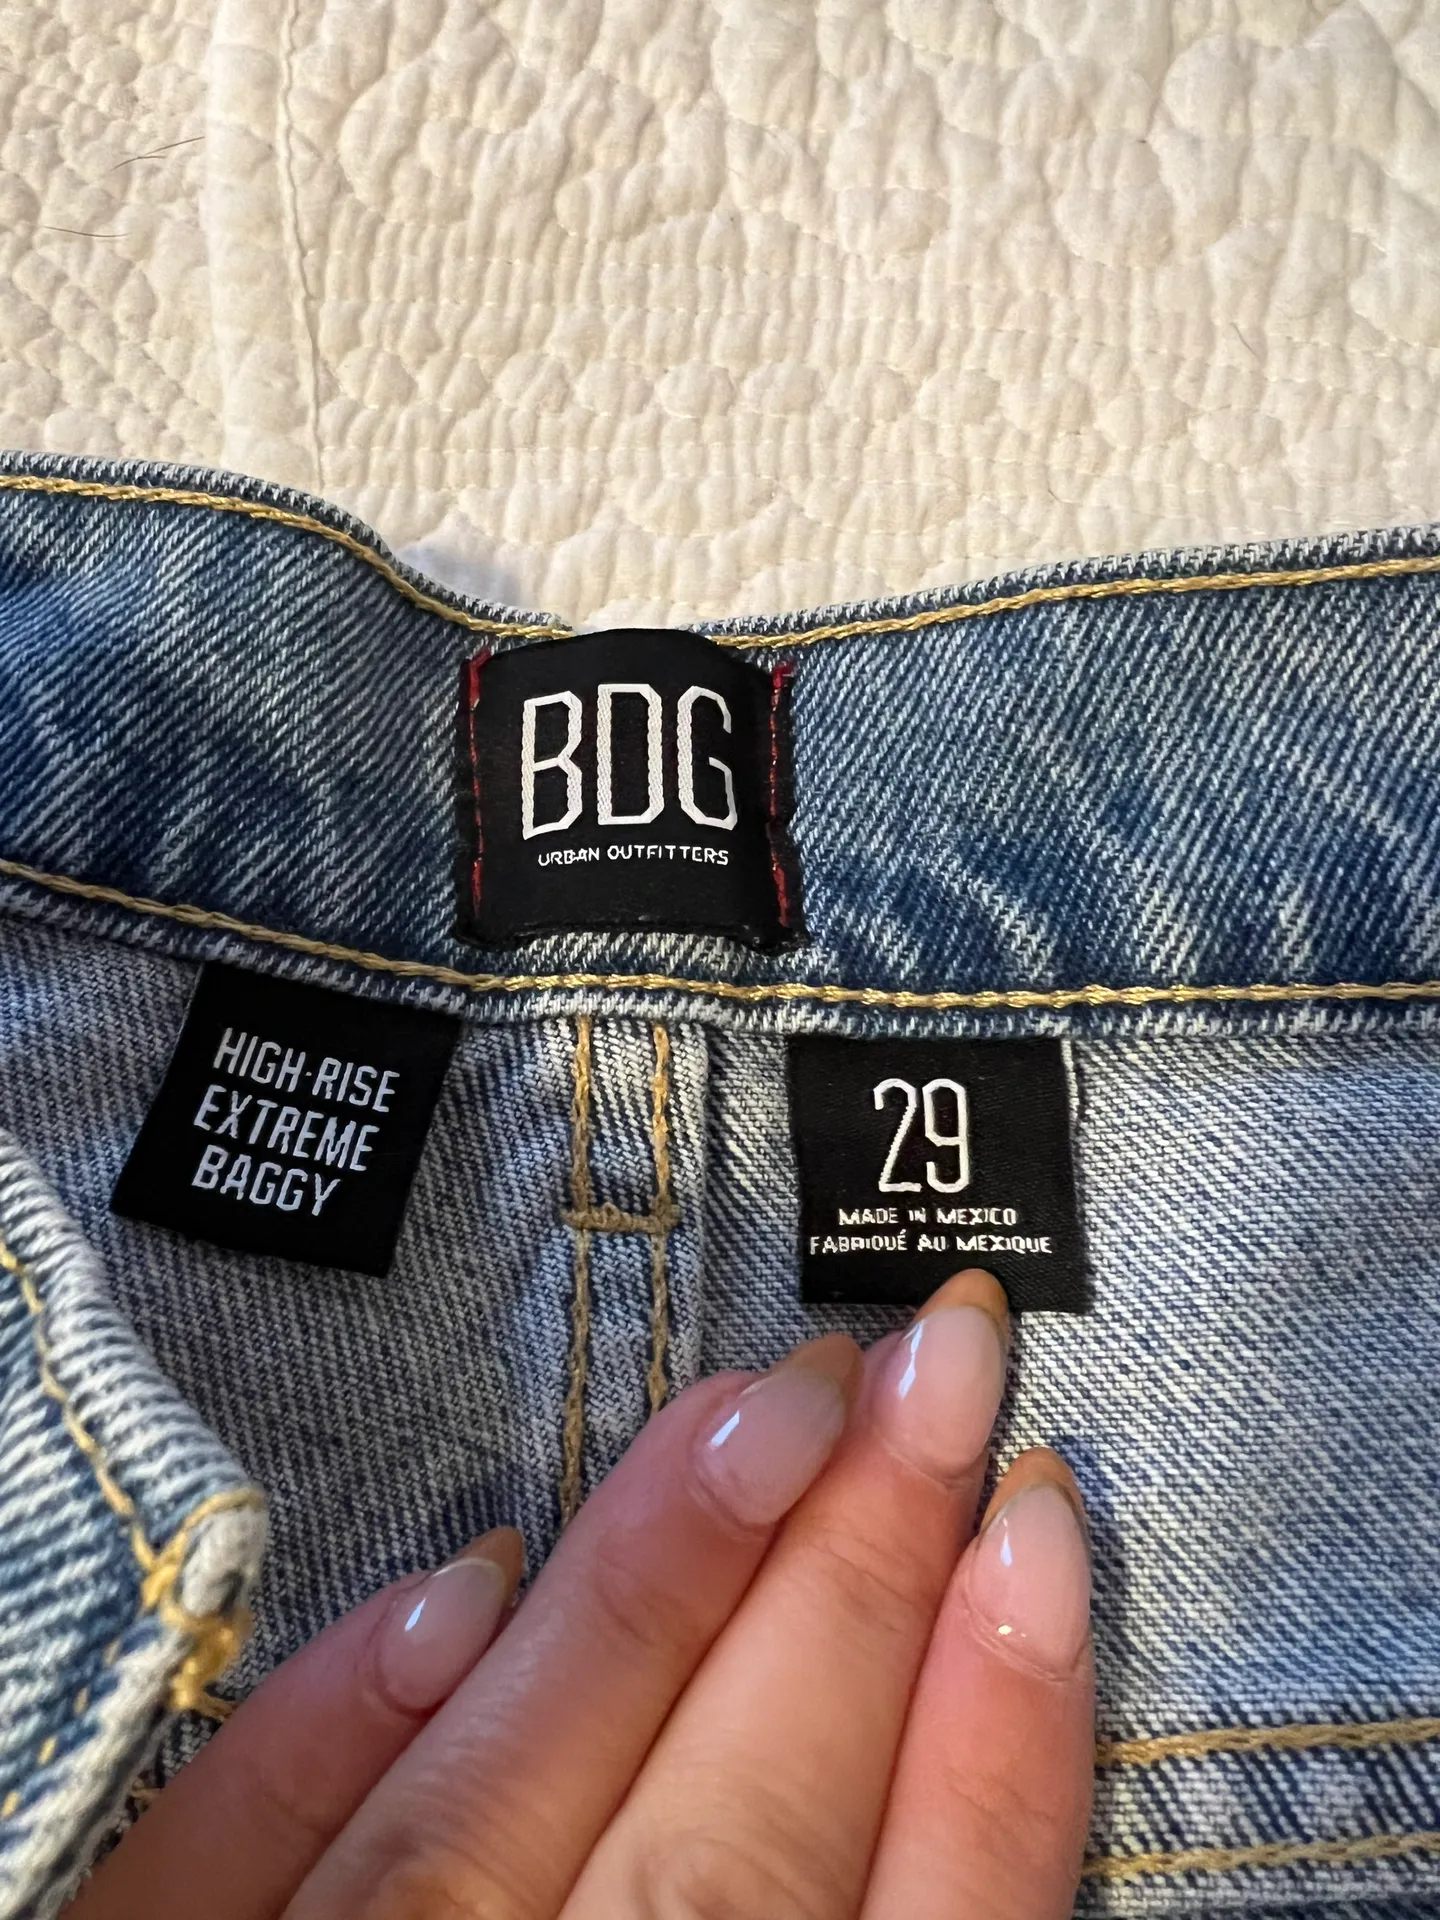 BDG
URBAN OUTFITTERS
HIGH-RISE
EXTREME
BAGGY
29
MADE IN MEXICO
FABRIQUÉ AU MEXIQUE